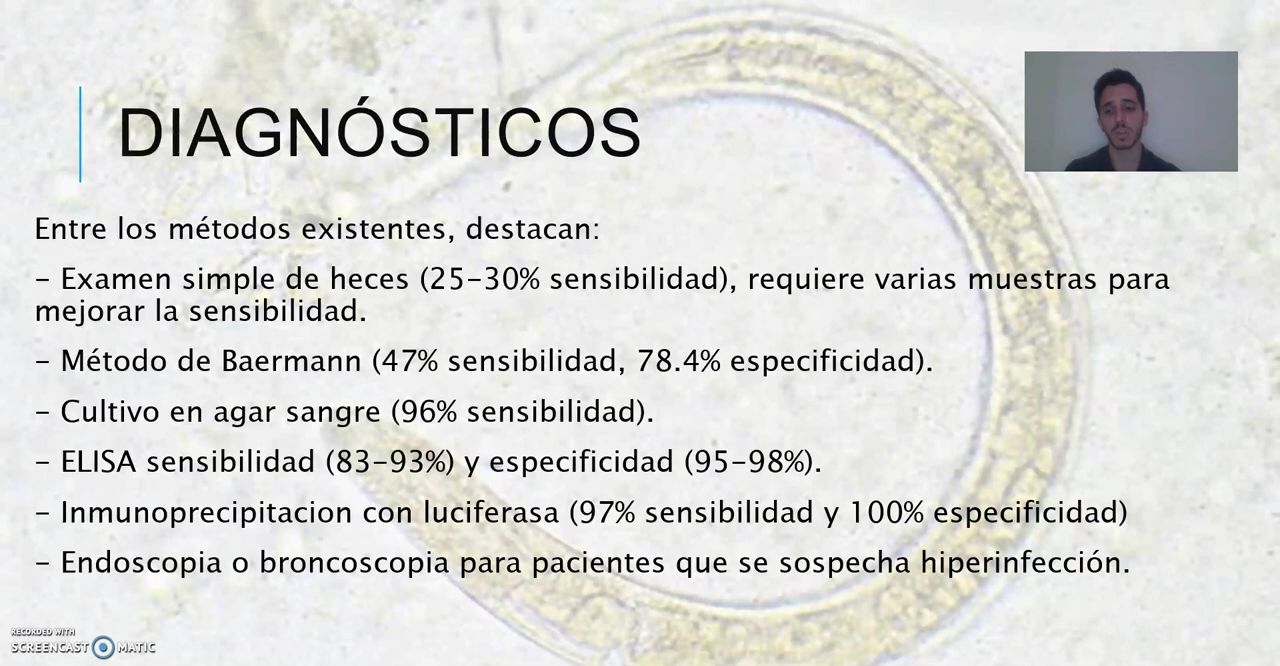 DIAGNÓSTICOS
Entre los métodos existentes, destacan:
- Examen simple de heces (25-30% sensibilidad), requiere varias muestras para
mejorar la sensibilidad.
- Método de Baermann (47% sensibilidad, 78.4% especificidad).
- Cultivo en agar sangre (96% sensibilidad).
- ELISA sensibilidad (83-93%) y especificidad (95-98%).
- Inmunoprecipitacion con luciferasa (97% sensibilidad y 100% especificidad)
- Endoscopia o broncoscopia para pacientes que se sospecha hiperinfección.
RECORDED WITH
SCREENCAST MATIC